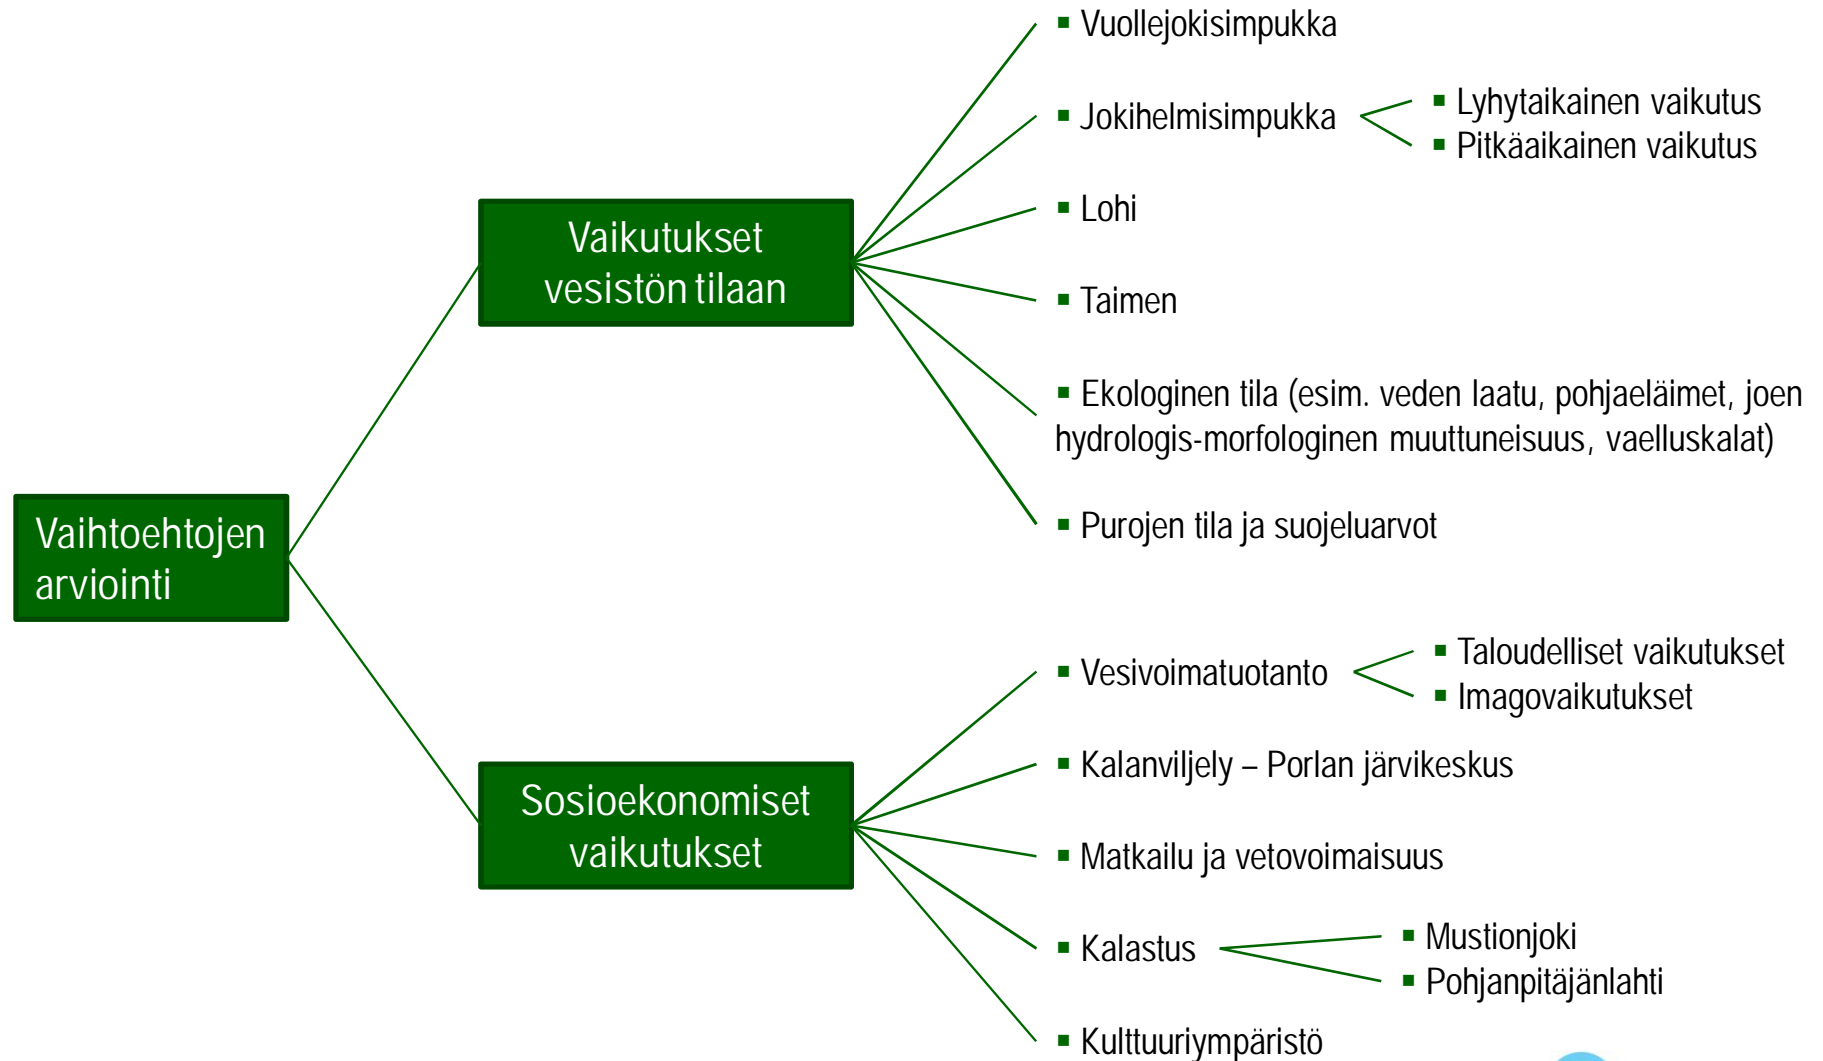 ▪ Vuollejokisimpukka
▪ Jokihelmisimpukka
▪ Lyhytaikainen vaikutus
▪ Pitkäaikainen vaikutus
▪ Lohi
Vaikutukset
vesistön tilaan
▪ Taimen
▪ Ekologinen tila (esim. veden laatu, pohjaeläimet, joen
hydrologis-morfologinen muuttuneisuus, vaelluskalat)
▪ Purojen tila ja suojeluarvot
Vaihtoehtojen
arviointi
▪ Vesivoimatuotanto
▪ Taloudelliset vaikutukset
▪ Imagovaikutukset
▪ Kalanviljely – Porlan järvikeskus
Sosioekonomiset
vaikutukset
▪ Matkailu ja vetovoimaisuus
▪ Kalastus
▪ Mustionjoki
▪ Pohjanpitäjänlahti
▪ Kulttuuriympäristö